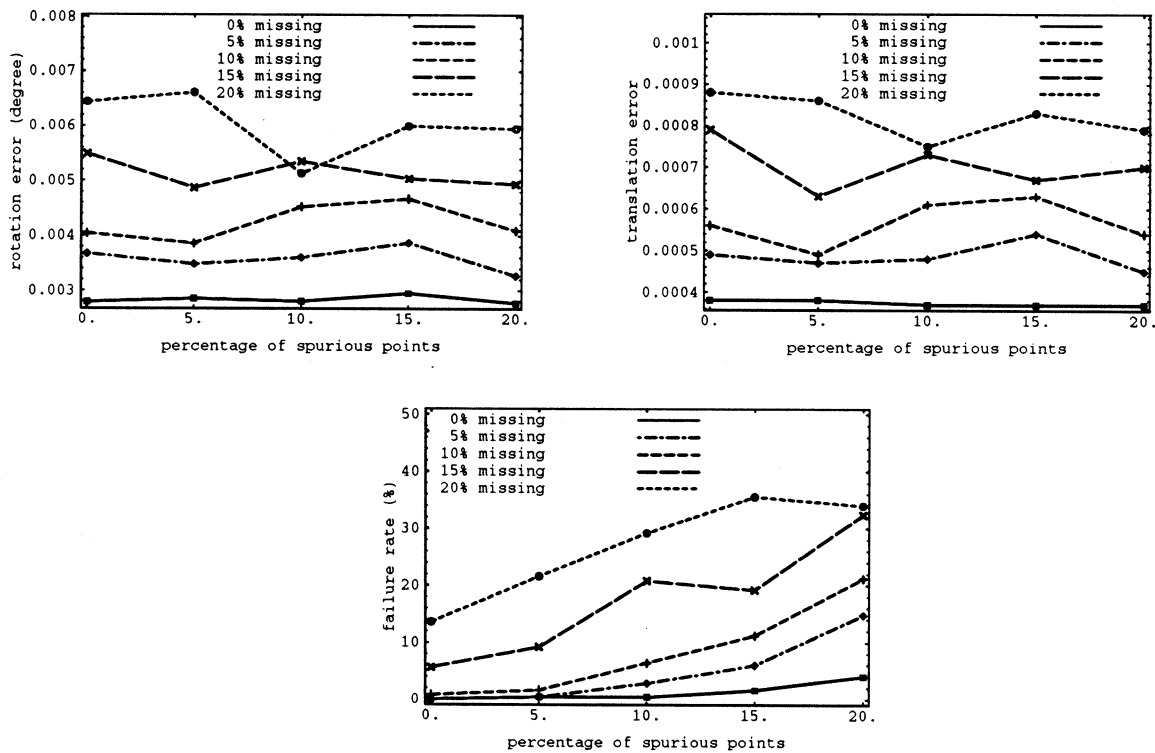 0.008
0.007
0.006
0.005
0.004
0.003
rotation error (degree)
0% missing
5% missing
10% missing
15% missing
20% missing
0. 5. 10. 15. 20.
percentage of spurious points
0.001
0.0009
0.0008
0.0007
0.0006
0.0005
0.0004
translation error
0% missing
5% missing
10% missing
15% missing
20% missing
0. 5. 10. 15. 20.
percentage of spurious points
50
40
30
20
10
0
failure rate (%)
0% missing
5% missing
10% missing
15% missing
20% missing
0. 5. 10. 15. 20.
percentage of spurious points